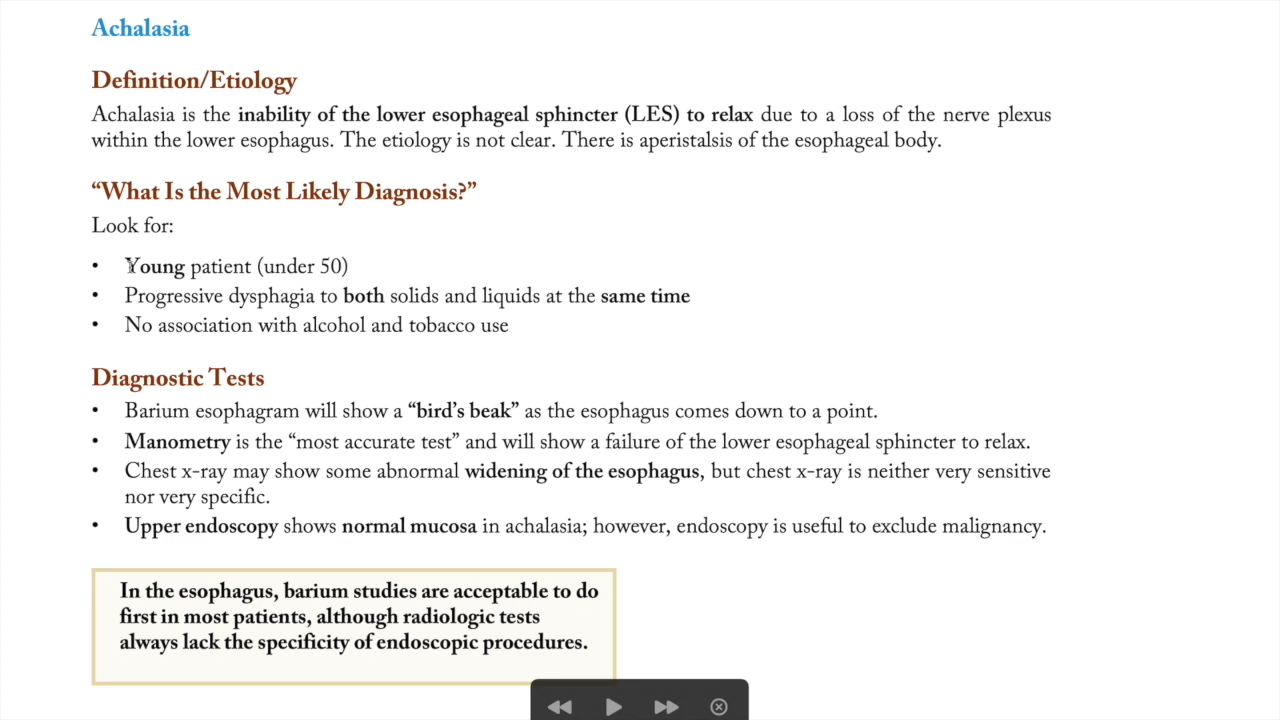 Achalasia
Definition/Etiology
Achalasia is the inability of the lower esophageal sphincter (LES) to relax due to a loss of the nerve plexus
within the lower esophagus. The etiology is not clear. There is aperistalsis of the esophageal body.
“What Is the Most Likely Diagnosis?”
Look for:
• Young patient (under 50)
• Progressive dysphagia to both solids and liquids at the same time
• No association with alcohol and tobacco use
Diagnostic Tests
• Barium esophagram will show a “bird’s beak” as the esophagus comes down to a point.
• Manometry is the “most accurate test” and will show a failure of the lower esophageal sphincter to relax.
• Chest x-ray may show some abnormal widening of the esophagus, but chest x-ray is neither very sensitive
nor very specific.
• Upper endoscopy shows normal mucosa in achalasia; however, endoscopy is useful to exclude malignancy.
In the esophagus, barium studies are acceptable to do
first in most patients, although radiologic tests
always lack the specificity of endoscopic procedures.